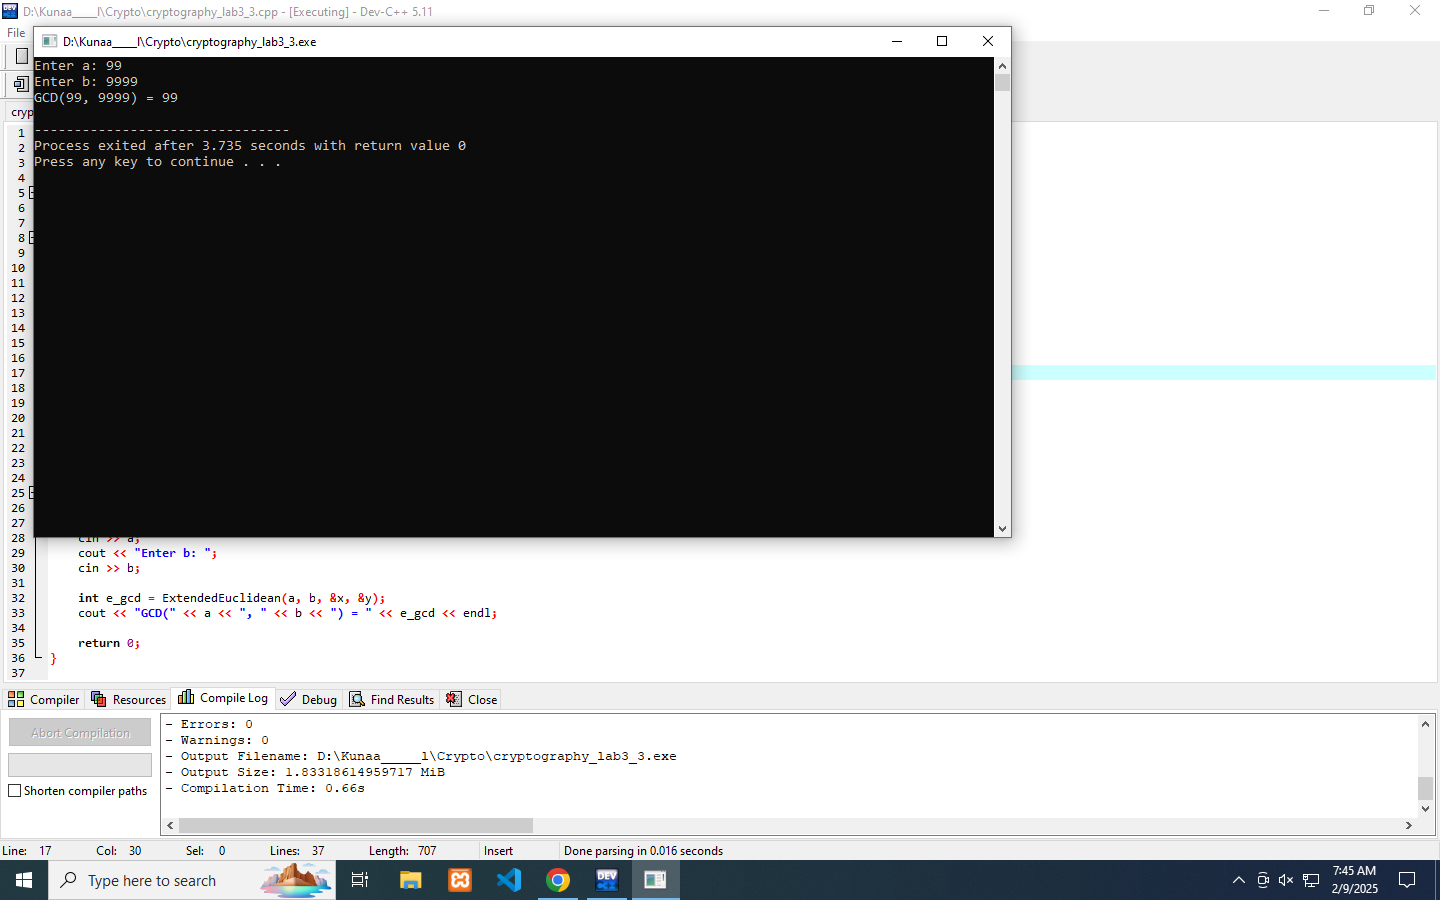 D:\Kunaa____l\Crypto\cryptography_lab3_3.cpp - [Executing] - Dev-C++ 5.11
File
D:\Kunaa____l\Crypto\cryptography_lab3_3.exe
Enter a: 99
Enter b: 9999
GCD(99, 9999) = 99
--------------------------------
Process exited after 3.735 seconds with return value 0
Press any key to continue . . .
cryp
1
2
3
4
5
6
7
8
9
10
11
12
13
14
15
16
17
18
19
20
21
22
23
24
25
26
27
28 cin >> a;
29 cout << "Enter b: ";
30 cin >> b;
31
32 int e_gcd = ExtendedEuclidean(a, b, &x, &y);
33 cout << "GCD(" << a << ", " << b << ") = " << e_gcd << endl;
34
35 return 0;
36 }
37
Compiler Resources Compile Log Debug Find Results Close
Abort Compilation
Shorten compiler paths
- Errors: 0
- Warnings: 0
- Output Filename: D:\Kunaa_____l\Crypto\cryptography_lab3_3.exe
- Output Size: 1.83318614959717 MiB
- Compilation Time: 0.66s
Line: 17 Col: 30 Sel: 0 Lines: 37 Length: 707 Insert Done parsing in 0.016 seconds
Type here to search
DEV
7:45 AM
2/9/2025